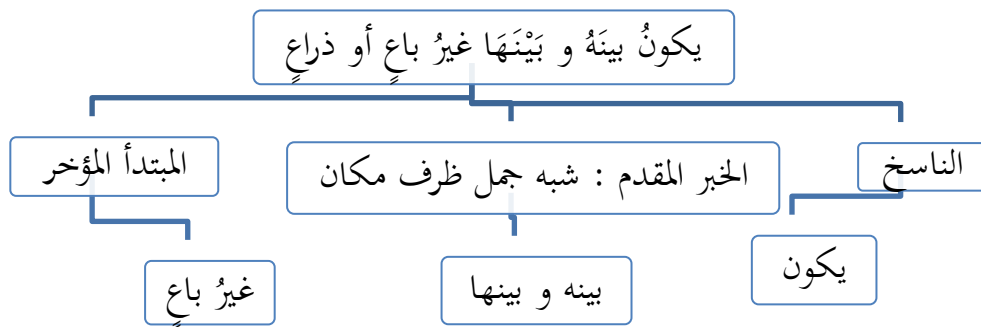 يكونُ بينَهُ و بَيْنَهَا غيرُ باعٍ أو ذراعٍ
الناسخ
الخبر المقدم : شبه جمل ظرف مكان
المبتدأ المؤخر
يكون
بينه و بينها
غيرُ باعٍ